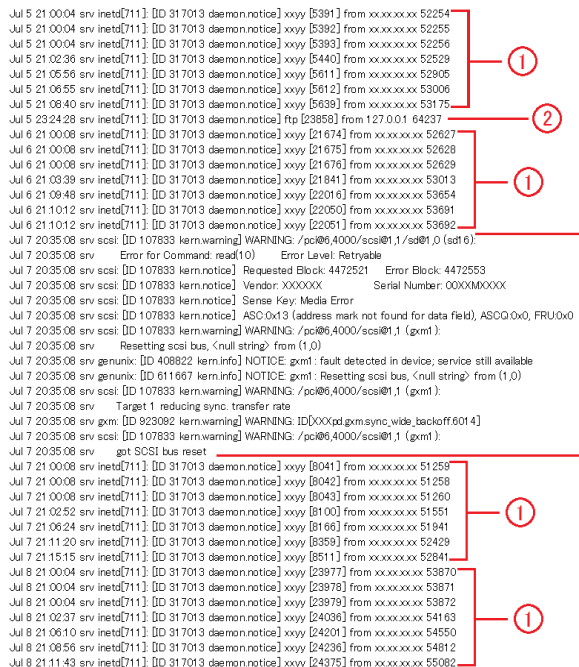 Jul 5 21:00:04 srv inetd[711]: [ID 317013 daemon.notice] xxyy [5391] from xx.xx.xx.xx 52254
Jul 5 21:00:04 srv inetd[711]: [ID 317013 daemon.notice] xxyy [5392] from xx.xx.xx.xx 52255
Jul 5 21:00:04 srv inetd[711]: [ID 317013 daemon.notice] xxyy [5393] from xx.xx.xx.xx 52256
Jul 5 21:02:36 srv inetd[711]: [ID 317013 daemon.notice] xxyy [5440] from xx.xx.xx.xx 52529
1
Jul 5 21:05:56 srv inetd[711]: [ID 317013 daemon.notice] xxyy [5611] from xx.xx.xx.xx 52905
Jul 5 21:06:55 srv inetd[711]: [ID 317013 daemon.notice] xxyy [5612] from xx.xx.xx.xx 53006
Jul 5 21:08:40 srv inetd[711]: [ID 317013 daemon.notice] xxyy [5639] from xx.xx.xx.xx 53175
Jul 5 23:24:28 srv inetd[711]: [ID 317013 daemon.notice] ftp [23858] from 127.0.0.1 64237
2
Jul 6 21:00:08 srv inetd[711]: [ID 317013 daemon.notice] xxyy [21674] from xx.xx.xx.xx 52627
Jul 6 21:00:08 srv inetd[711]: [ID 317013 daemon.notice] xxyy [21675] from xx.xx.xx.xx 52628
Jul 6 21:00:08 srv inetd[711]: [ID 317013 daemon.notice] xxyy [21676] from xx.xx.xx.xx 52629
Jul 6 21:03:39 srv inetd[711]: [ID 317013 daemon.notice] xxyy [21841] from xx.xx.xx.xx 53013
1
Jul 6 21:09:48 srv inetd[711]: [ID 317013 daemon.notice] xxyy [22016] from xx.xx.xx.xx 53654
Jul 6 21:10:12 srv inetd[711]: [ID 317013 daemon.notice] xxyy [22050] from xx.xx.xx.xx 53691
Jul 6 21:10:12 srv inetd[711]: [ID 317013 daemon.notice] xxyy [22051] from xx.xx.xx.xx 53692
Jul 7 20:35:08 srv scsi: [ID 107833 kern.warning] WARNING: /pci@6,4000/scsi@1,1/sd@1,0 (sd16):
Jul 7 20:35:08 srv Error for Command: read(10) Error Level: Retryable
Jul 7 20:35:08 srv scsi: [ID 107833 kern.notice] Requested Block: 4472521 Error Block: 4472553
Jul 7 20:35:08 srv scsi: [ID 107833 kern.notice] Vendor: XXXXXX Serial Number: 00XXMXXXX
Jul 7 20:35:08 srv scsi: [ID 107833 kern.notice] Sense Key: Media Error
Jul 7 20:35:08 srv scsi: [ID 107833 kern.notice] ASC:0x13 (address mark not found for data field), ASCQ:0x0, FRU:0x0
Jul 7 20:35:08 srv scsi: [ID 107833 kern.warning] WARNING: /pci@6,4000/scsi@1,1 (gxm1):
Jul 7 20:35:08 srv Resetting scsi bus, <null string> from (1,0)
Jul 7 20:35:08 srv genunix: [ID 408822 kern.info] NOTICE: gxm1: fault detected in device; service still available
Jul 7 20:35:08 srv genunix: [ID 611667 kern.info] NOTICE: gxm1: Resetting scsi bus, <null string> from (1,0)
Jul 7 20:35:08 srv scsi: [ID 107833 kern.warning] WARNING: /pci@6,4000/scsi@1,1 (gxm1):
Jul 7 20:35:08 srv Target 1 reducing sync. transfer rate
Jul 7 20:35:08 srv gxm: [ID 923092 kern.warning] WARNING: ID[XXXpd.gxm.sync_wide_backoff.6014]
Jul 7 20:35:08 srv scsi: [ID 107833 kern.warning] WARNING: /pci@6,4000/scsi@1,1 (gxm1):
Jul 7 20:35:08 srv got SCSI bus reset
Jul 7 21:00:08 srv inetd[711]: [ID 317013 daemon.notice] xxyy [8041] from xx.xx.xx.xx 51259
Jul 7 21:00:08 srv inetd[711]: [ID 317013 daemon.notice] xxyy [8042] from xx.xx.xx.xx 51258
Jul 7 21:00:08 srv inetd[711]: [ID 317013 daemon.notice] xxyy [8043] from xx.xx.xx.xx 51260
Jul 7 21:02:52 srv inetd[711]: [ID 317013 daemon.notice] xxyy [8100] from xx.xx.xx.xx 51551
1
Jul 7 21:06:24 srv inetd[711]: [ID 317013 daemon.notice] xxyy [8166] from xx.xx.xx.xx 51941
Jul 7 21:11:20 srv inetd[711]: [ID 317013 daemon.notice] xxyy [8359] from xx.xx.xx.xx 52429
Jul 7 21:15:15 srv inetd[711]: [ID 317013 daemon.notice] xxyy [8511] from xx.xx.xx.xx 52841
Jul 8 21:00:04 srv inetd[711]: [ID 317013 daemon.notice] xxyy [23977] from xx.xx.xx.xx 53870
Jul 8 21:00:04 srv inetd[711]: [ID 317013 daemon.notice] xxyy [23978] from xx.xx.xx.xx 53871
Jul 8 21:00:04 srv inetd[711]: [ID 317013 daemon.notice] xxyy [23979] from xx.xx.xx.xx 53872
Jul 8 21:02:37 srv inetd[711]: [ID 317013 daemon.notice] xxyy [24036] from xx.xx.xx.xx 54163
1
Jul 8 21:06:10 srv inetd[711]: [ID 317013 daemon.notice] xxyy [24201] from xx.xx.xx.xx 54550
Jul 8 21:08:56 srv inetd[711]: [ID 317013 daemon.notice] xxyy [24236] from xx.xx.xx.xx 54812
Jul 8 21:11:43 srv inetd[711]: [ID 317013 daemon.notice] xxyy [24375] from xx.xx.xx.xx 55082